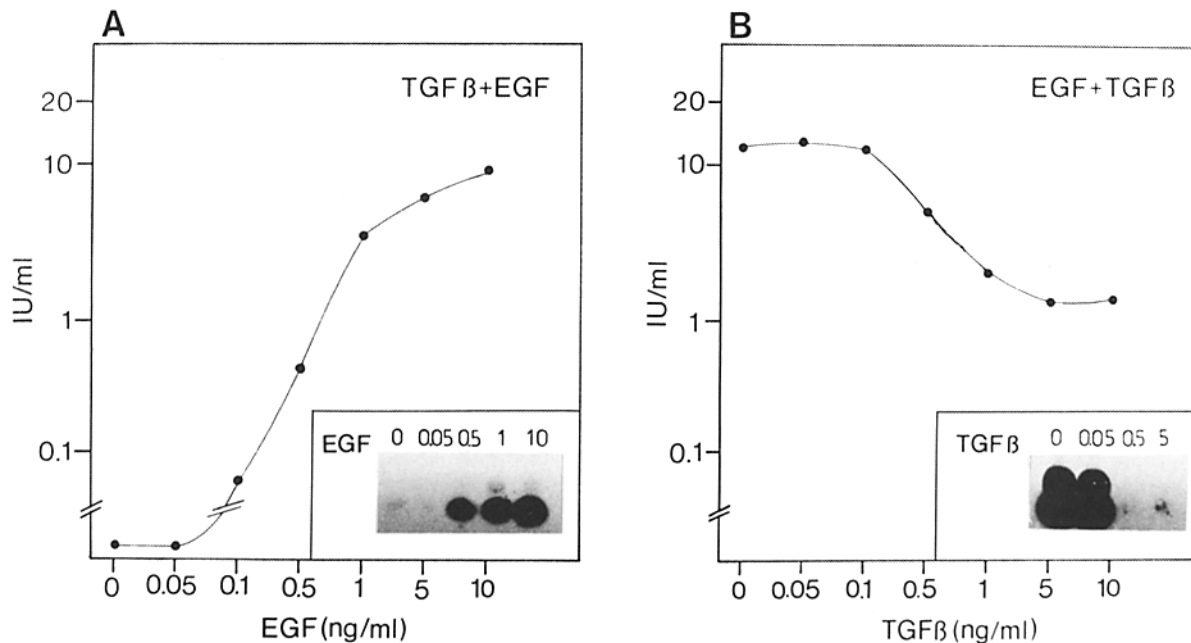 A
TGFß+EGF
20
10
1
0.1
IU/ml
EGF 0 0.05 0.5 1 10
0 0.05 0.1 0.5 1 5 10
EGF (ng/ml)
B
EGF+TGFß
20
10
1
0.1
IU/ml
TGFß 0 0.05 0.5 5
0 0.05 0.1 0.5 1 5 10
TGFß (ng/ml)